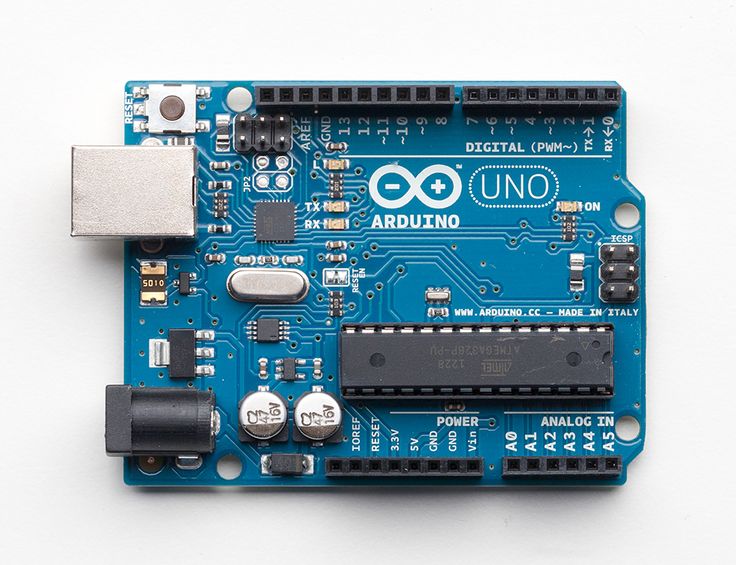 RESET
AREF
GND
13
12
~11
~10
~9
8
7
~6
~5
4
~3
2
TX→1
RX←0
DIGITAL (PWM~)
JP2
L
TX
RX
™
ARDUINO
UNO
ON
ICSP
RESET
EN
5010
WWW.ARDUINO.CC – MADE IN ITALY
ATMEL
ATMEGA328P-PU
1228
C2
47
16V
C2
47
16V
POWER
ANALOG IN
IOREF
RESET
3.3V
5V
GND
GND
Vin
A0
A1
A2
A3
A4
A5